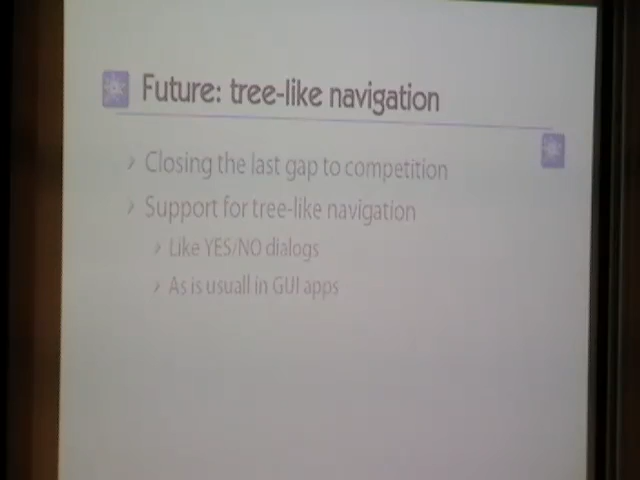 Future: tree-like navigation
Closing the last gap to competition
Support for tree-like navigation
Like YES/NO dialogs
As is usuall in GUI apps